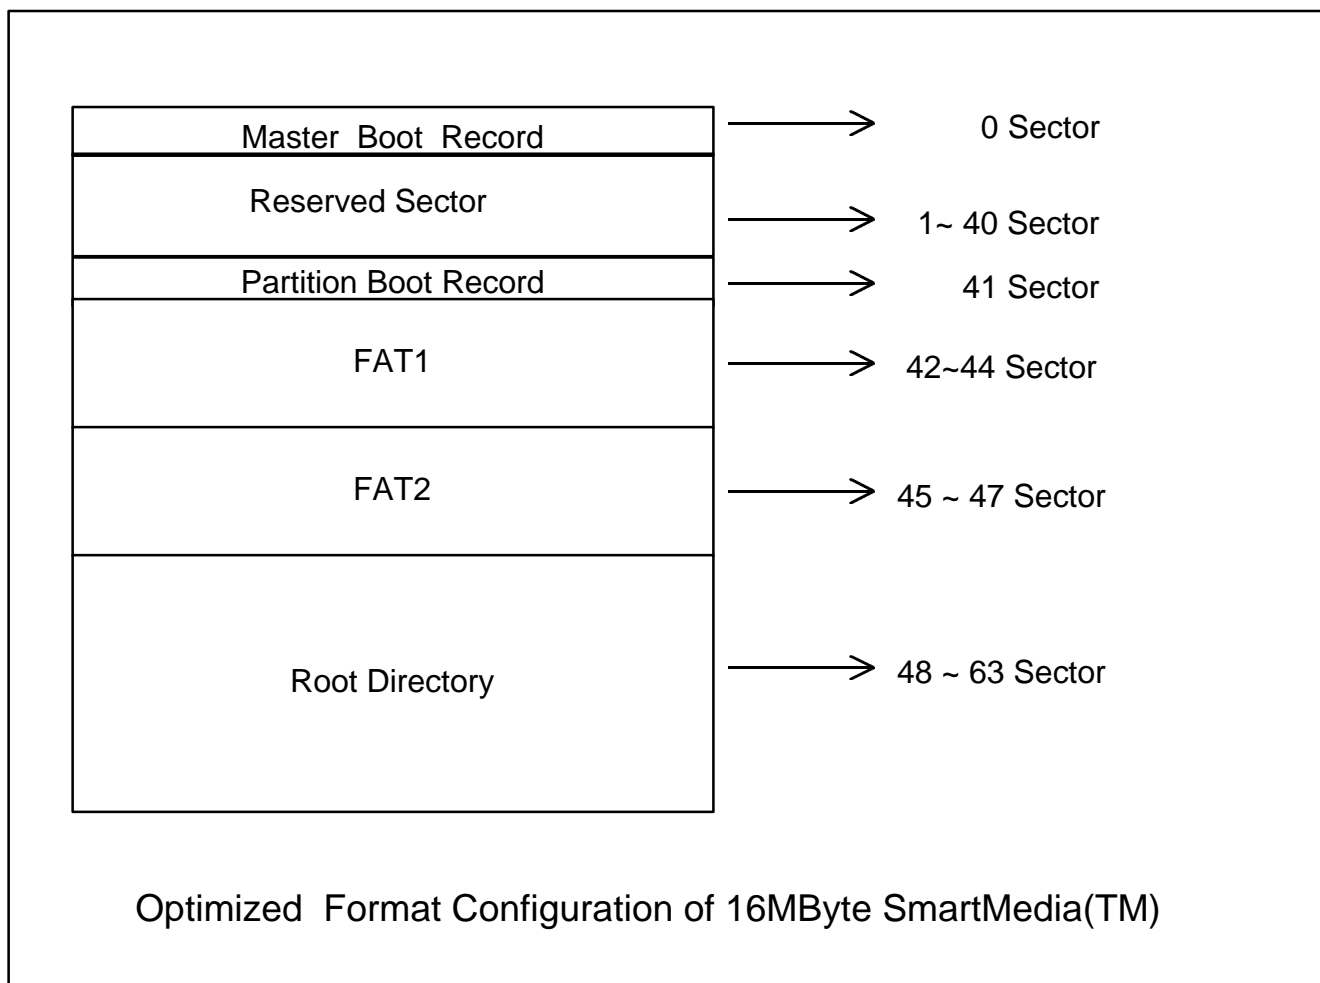 Master Boot Record
0 Sector
Reserved Sector
1~ 40 Sector
Partition Boot Record
41 Sector
FAT1
42~44 Sector
FAT2
45 ~ 47 Sector
Root Directory
48 ~ 63 Sector
Optimized Format Configuration of 16MByte SmartMedia(TM)